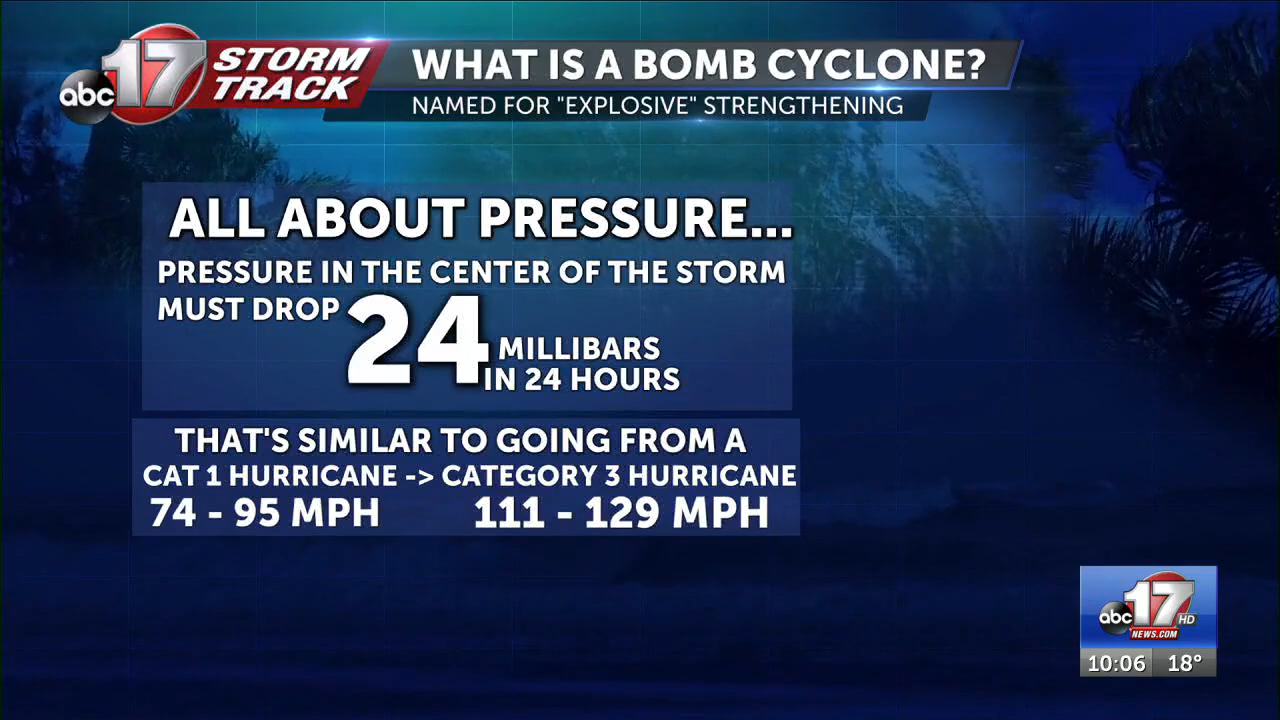 abc 17 STORM TRACK
WHAT IS A BOMB CYCLONE?
NAMED FOR "EXPLOSIVE" STRENGTHENING
ALL ABOUT PRESSURE...
PRESSURE IN THE CENTER OF THE STORM
MUST DROP 24 MILLIBARS
IN 24 HOURS
THAT'S SIMILAR TO GOING FROM A
CAT 1 HURRICANE -> CATEGORY 3 HURRICANE
74 - 95 MPH 111 - 129 MPH
abc 17 HD
NEWS.COM
10:06 18°